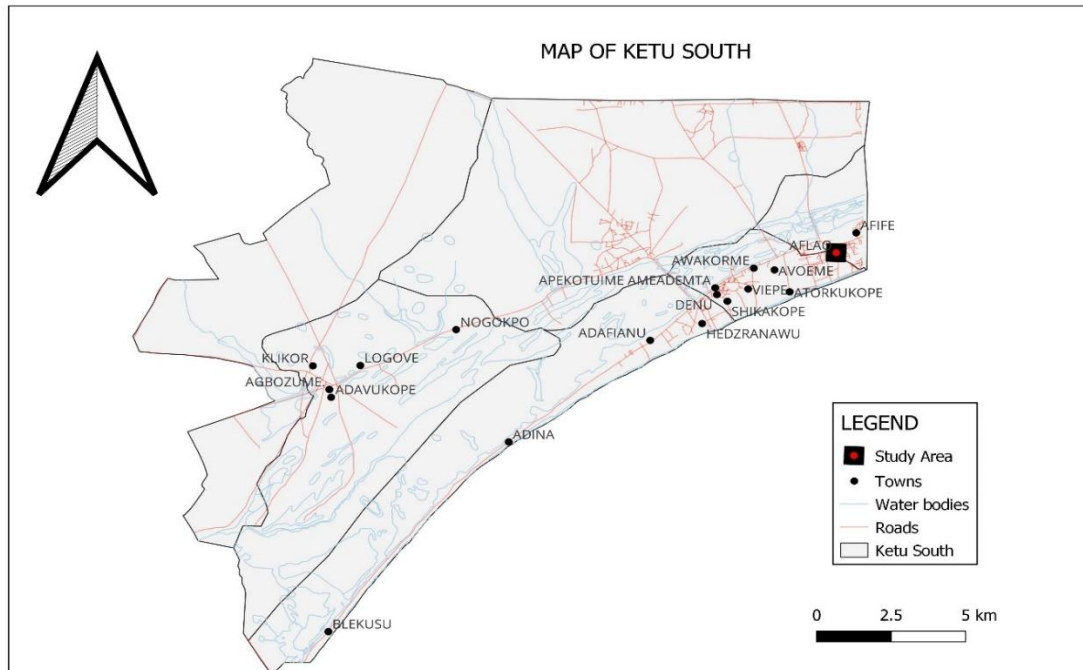 MAP OF KETU SOUTH
AFIFE
AFLAO
AWAKORME
AVOEME
APEKOTUIME AMEADEMTA
VIEPE
ATORKUKOPE
DENU
SHIKAKOPE
NOGOKPO
ADAFIANU
HEDZRANAWU
KLIKOR
LOGOVE
AGBOZUME
ADAVUKOPE
ADINA
BLEKUSU
LEGEND
Study Area
Towns
Water bodies
Roads
Ketu South
0 2.5 5 km